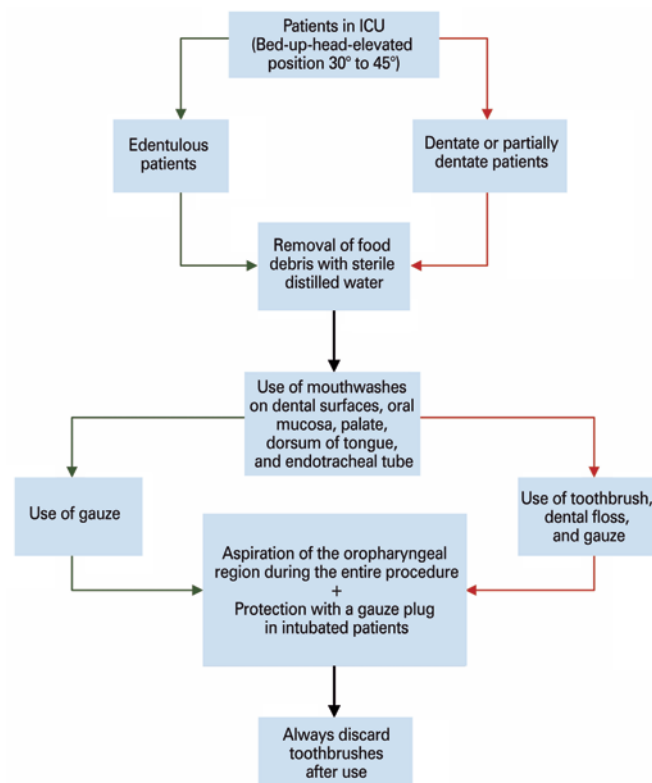 Patients in ICU
(Bed-up-head-elevated
position 30° to 45°)
Edentulous
patients
Dentate or partially
dentate patients
Removal of food
debris with sterile
distilled water
Use of mouthwashes
on dental surfaces, oral
mucosa, palate,
dorsum of tongue,
and endotracheal tube
Use of gauze
Use of toothbrush,
dental floss,
and gauze
Aspiration of the oropharyngeal
region during the entire procedure
+
Protection with a gauze plug
in intubated patients
Always discard
toothbrushes
after use